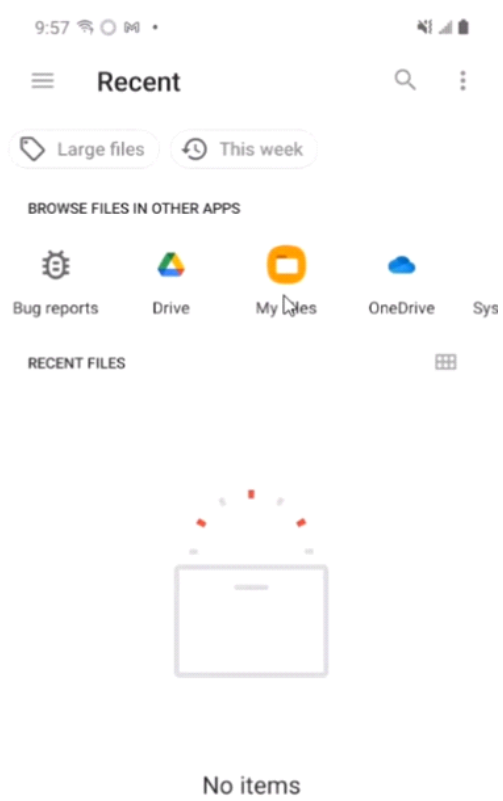 9:57
Recent
Large files
This week
BROWSE FILES IN OTHER APPS
Bug reports
Drive
My Files
OneDrive
Sys
RECENT FILES
No items